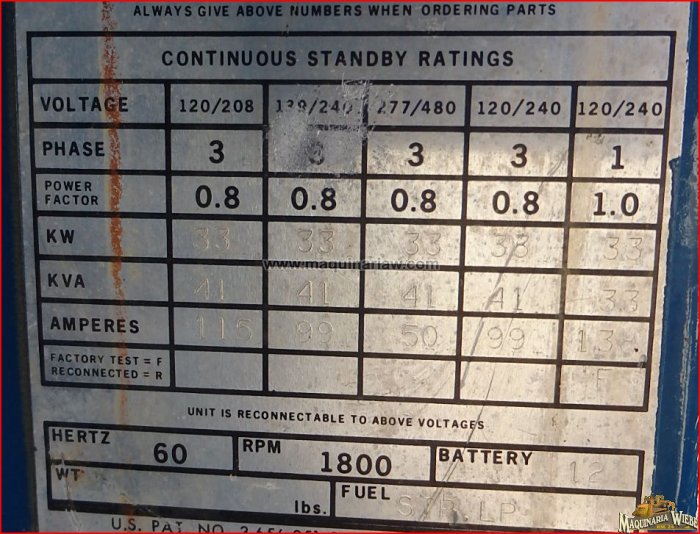 ALWAYS GIVE ABOVE NUMBERS WHEN ORDERING PARTS
CONTINUOUS STANDBY RATINGS
VOLTAGE 120/208 139/240 277/480 120/240 120/240
PHASE 3 3 3 3 1
POWER FACTOR 0.8 0.8 0.8 0.8 1.0
KW 33 33 33 33 33
www.maquinariaw.com
KVA 41 41 41 41 33
AMPERES 115 99 50 99
FACTORY TEST = F
RECONNECTED = R F
UNIT IS RECONNECTABLE TO ABOVE VOLTAGES
HERTZ 60 RPM 1800 BATTERY 12
WT lbs. FUEL
U.S. PAT NO.
MAQUINARIA WIEBE